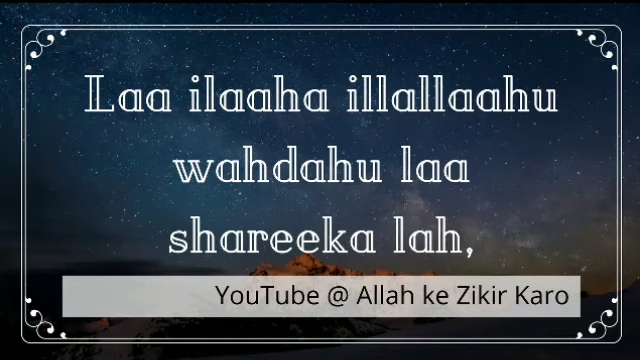 Laa ilaaha illallaahu
wahdahu laa
shareeka lah,
YouTube @ Allah ke Zikir Karo